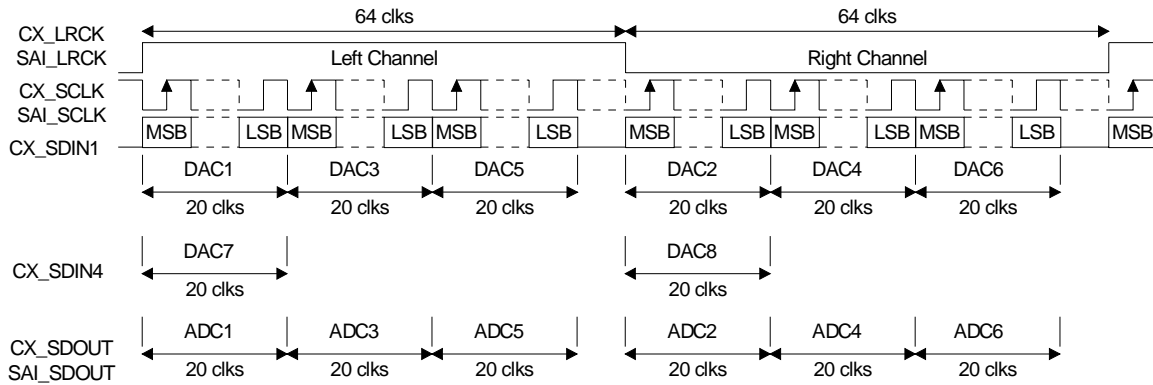 64 clks 64 clks
CX_LRCK
SAI_LRCK Left Channel Right Channel
CX_SCLK
SAI_SCLK
CX_SDIN1 MSB LSB MSB LSB MSB LSB MSB LSB MSB LSB MSB LSB MSB
DAC1 DAC3 DAC5 DAC2 DAC4 DAC6
20 clks 20 clks 20 clks 20 clks 20 clks 20 clks
DAC7 DAC8
CX_SDIN4
20 clks 20 clks
ADC1 ADC3 ADC5 ADC2 ADC4 ADC6
CX_SDOUT
20 clks 20 clks 20 clks 20 clks 20 clks 20 clks
SAI_SDOUT